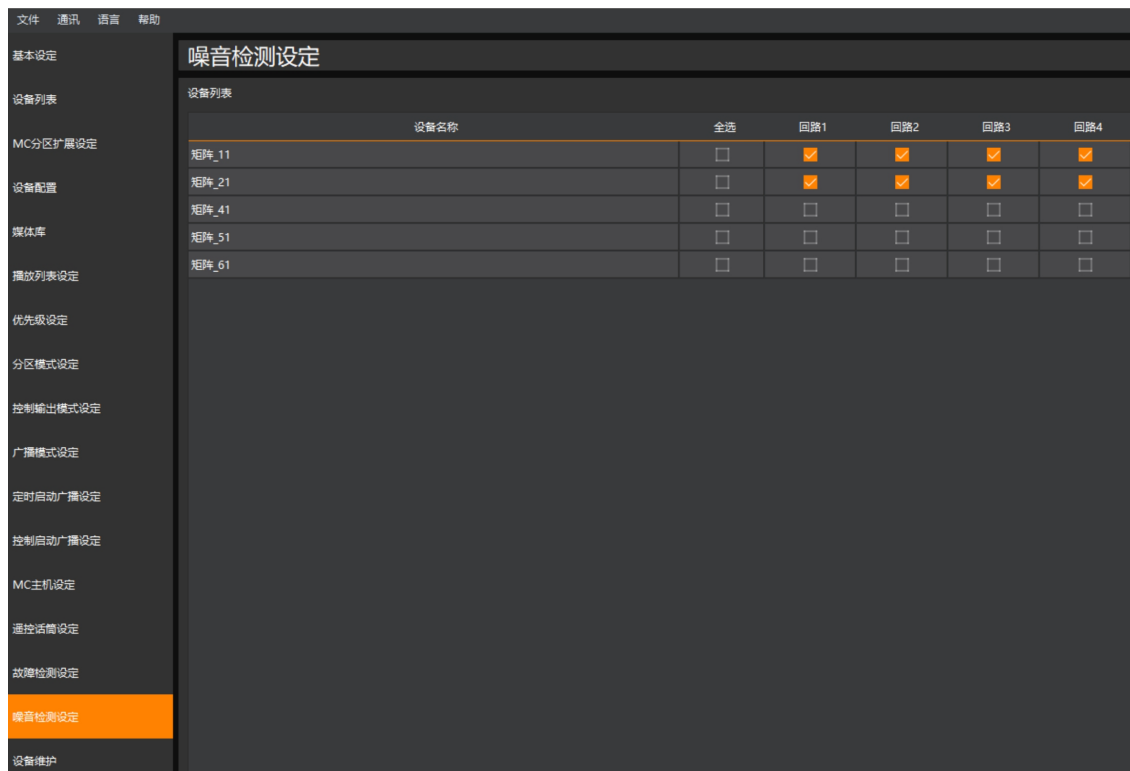 文件 通讯 语言 帮助
基本设定
设备列表
MC分区扩展设定
设备配置
媒体库
播放列表设定
优先级设定
分区模式设定
控制输出模式设定
广播模式设定
定时启动广播设定
控制启动广播设定
MC主机设定
遥控话筒设定
故障检测设定
噪音检测设定
设备维护
噪音检测设定
设备列表
设备名称 全选 回路1 回路2 回路3 回路4
矩阵_11
矩阵_21
矩阵_41
矩阵_51
矩阵_61